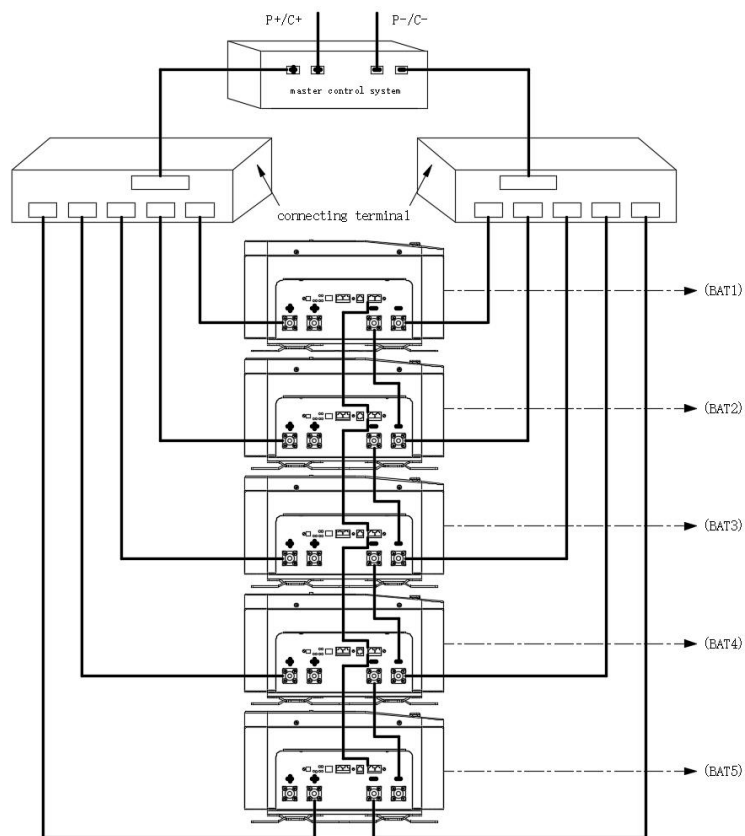 P+/C+ P-/C-
master control system
connecting terminal
(BAT1)
(BAT2)
(BAT3)
(BAT4)
(BAT5)